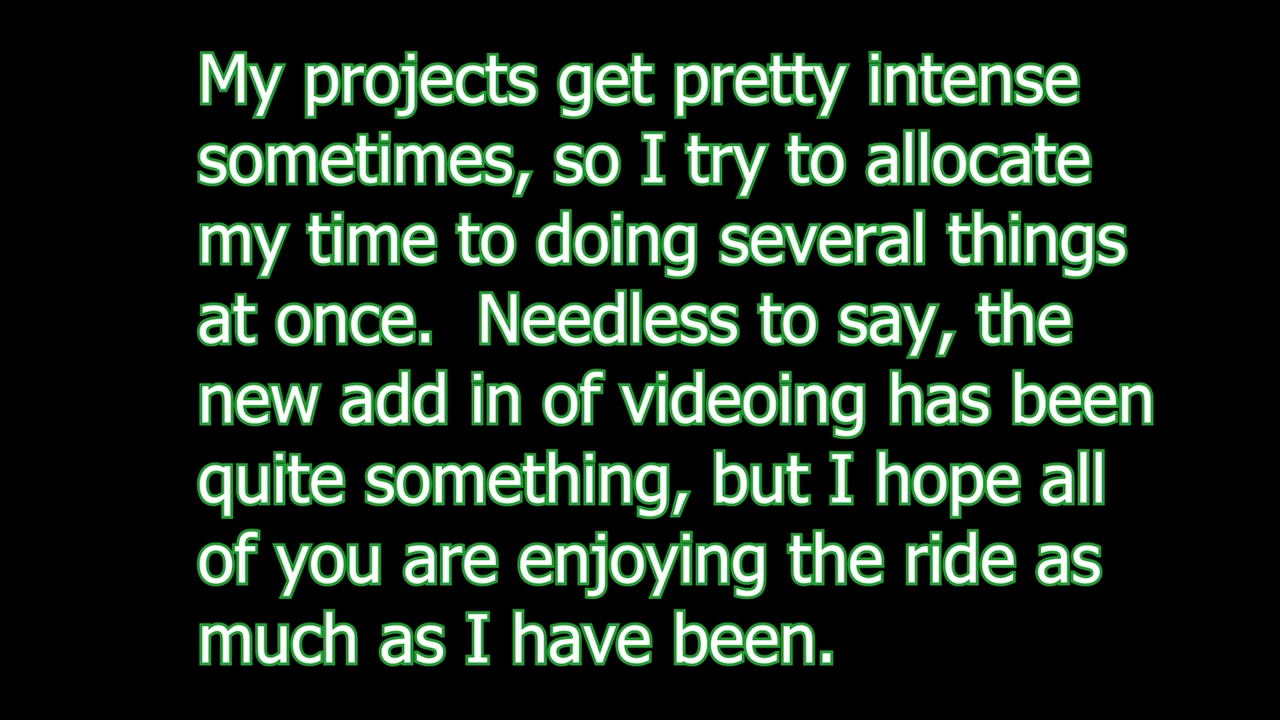 My projects get pretty intense
sometimes, so I try to allocate
my time to doing several things
at once.  Needless to say, the
new add in of videoing has been
quite something, but I hope all
of you are enjoying the ride as
much as I have been.